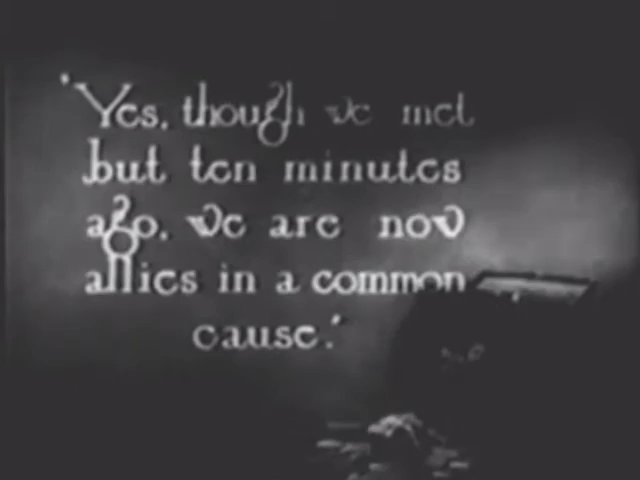 'Yes, though we met
but ten minutes
ago, we are now
allies in a common
cause.'